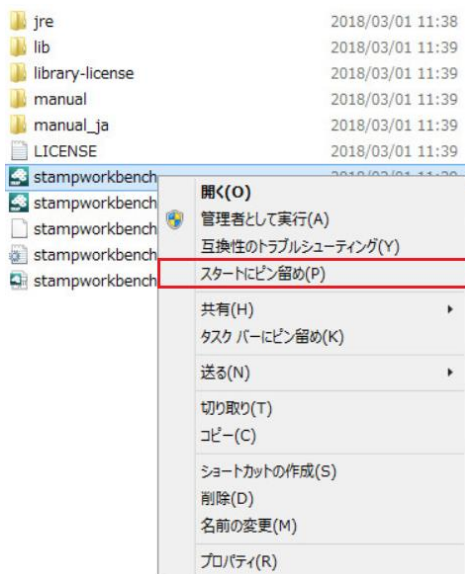 jre 2018/03/01 11:38
lib 2018/03/01 11:39
library-license 2018/03/01 11:39
manual 2018/03/01 11:39
manual_ja 2018/03/01 11:39
LICENSE 2018/03/01 11:39
stampworkbench 2018/03/01 11:39
stampworkbench
stampworkbench
stampworkbench
stampworkbench
開く(O)
管理者として実行(A)
互換性のトラブルシューティング(Y)
スタートにピン留め(P)
共有(H)
タスク バーにピン留め(K)
送る(N)
切り取り(T)
コピー(C)
ショートカットの作成(S)
削除(D)
名前の変更(M)
プロパティ(R)